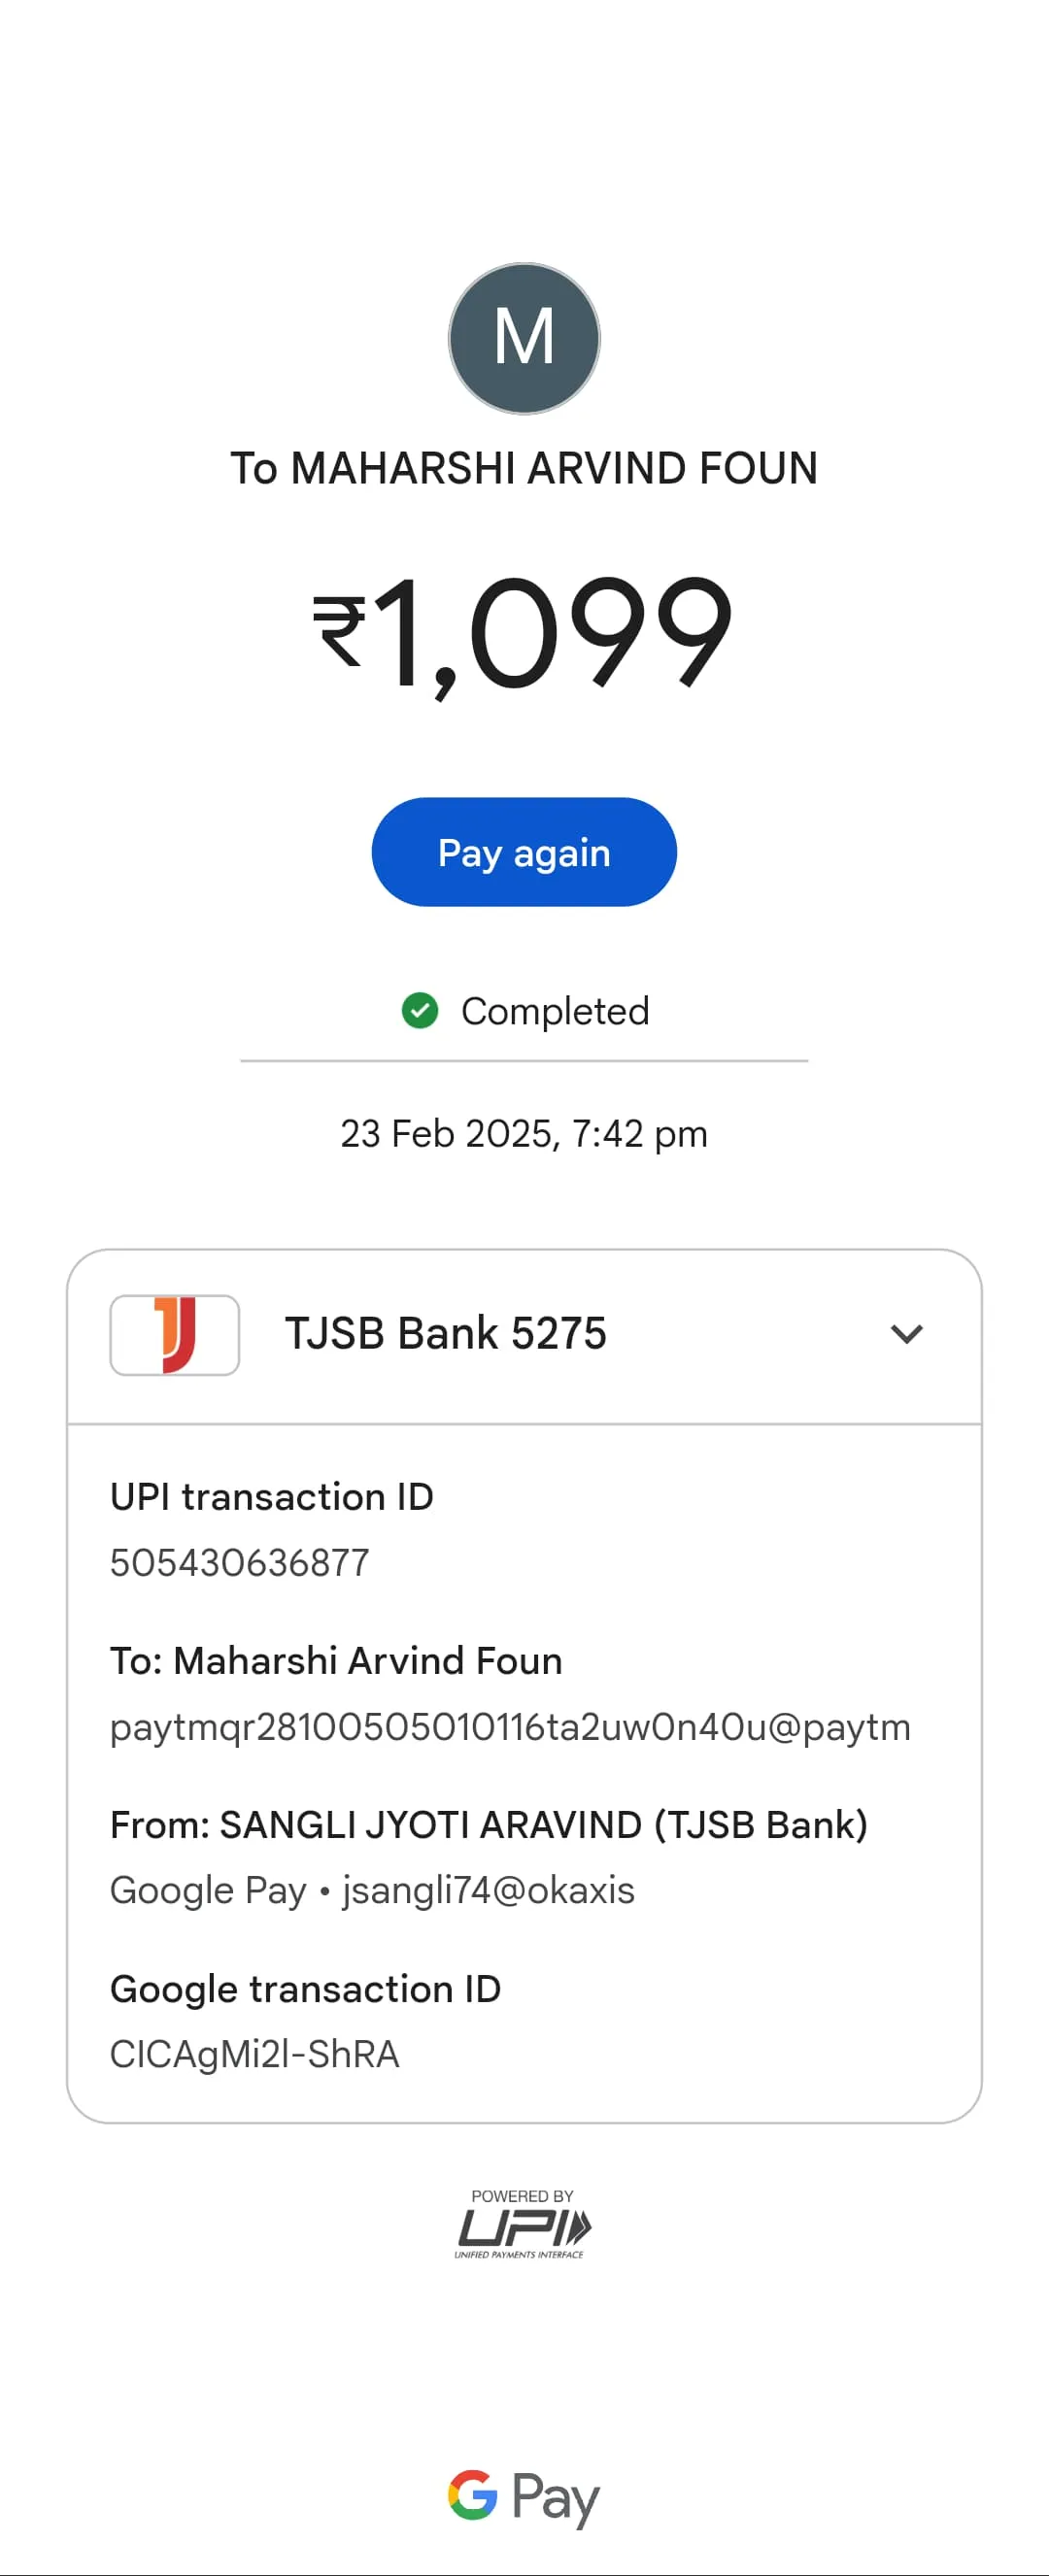 M
To MAHARSHI ARVIND FOUN
₹1,099
Pay again
Completed
23 Feb 2025, 7:42 pm
TJSB Bank 5275
UPI transaction ID
505430636877
To: Maharshi Arvind Foun
paytmqr28100505010116ta2uw0n40u@paytm
From: SANGLI JYOTI ARAVIND (TJSB Bank)
Google Pay • jsangli74@okaxis
Google transaction ID
CICAgMi2l-ShRA
POWERED BY
UPI
UNIFIED PAYMENTS INTERFACE
G Pay